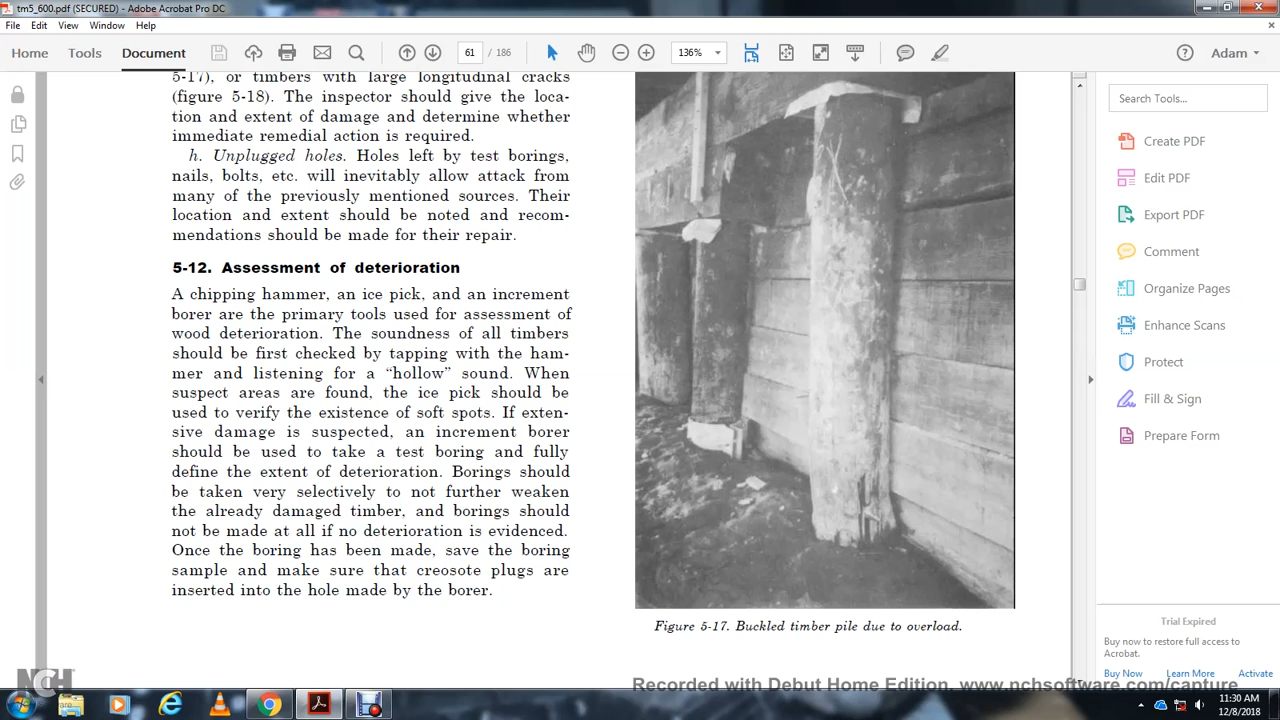 tm5_600.pdf (SECURED) - Adobe Acrobat Pro DC
File Edit View Window Help
Home Tools Document 61 / 186 136% Adam
5-17), or timbers with large longitudinal cracks
(figure 5-18). The inspector should give the loca-
tion and extent of damage and determine whether
immediate remedial action is required.
h. Unplugged holes. Holes left by test borings,
nails, bolts, etc. will inevitably allow attack from
many of the previously mentioned sources. Their
location and extent should be noted and recom-
mendations should be made for their repair.
5-12. Assessment of deterioration
A chipping hammer, an ice pick, and an increment
borer are the primary tools used for assessment of
wood deterioration. The soundness of all timbers
should be first checked by tapping with the ham-
mer and listening for a “hollow” sound. When
suspect areas are found, the ice pick should be
used to verify the existence of soft spots. If exten-
sive damage is suspected, an increment borer
should be used to take a test boring and fully
define the extent of deterioration. Borings should
be taken very selectively to not further weaken
the already damaged timber, and borings should
not be made at all if no deterioration is evidenced.
Once the boring has been made, save the boring
sample and make sure that creosote plugs are
inserted into the hole made by the borer.
Figure 5-17. Buckled timber pile due to overload.
Search Tools...
Create PDF
Edit PDF
Export PDF
Comment
Organize Pages
Enhance Scans
Protect
Fill & Sign
Prepare Form
Trial Expired
Buy now to restore full access to
Acrobat.
Buy Now Learn More Activate
NCH
Recorded with Debut Home Edition. www.nchsoftware.com/capture
11:30 AM
12/8/2018